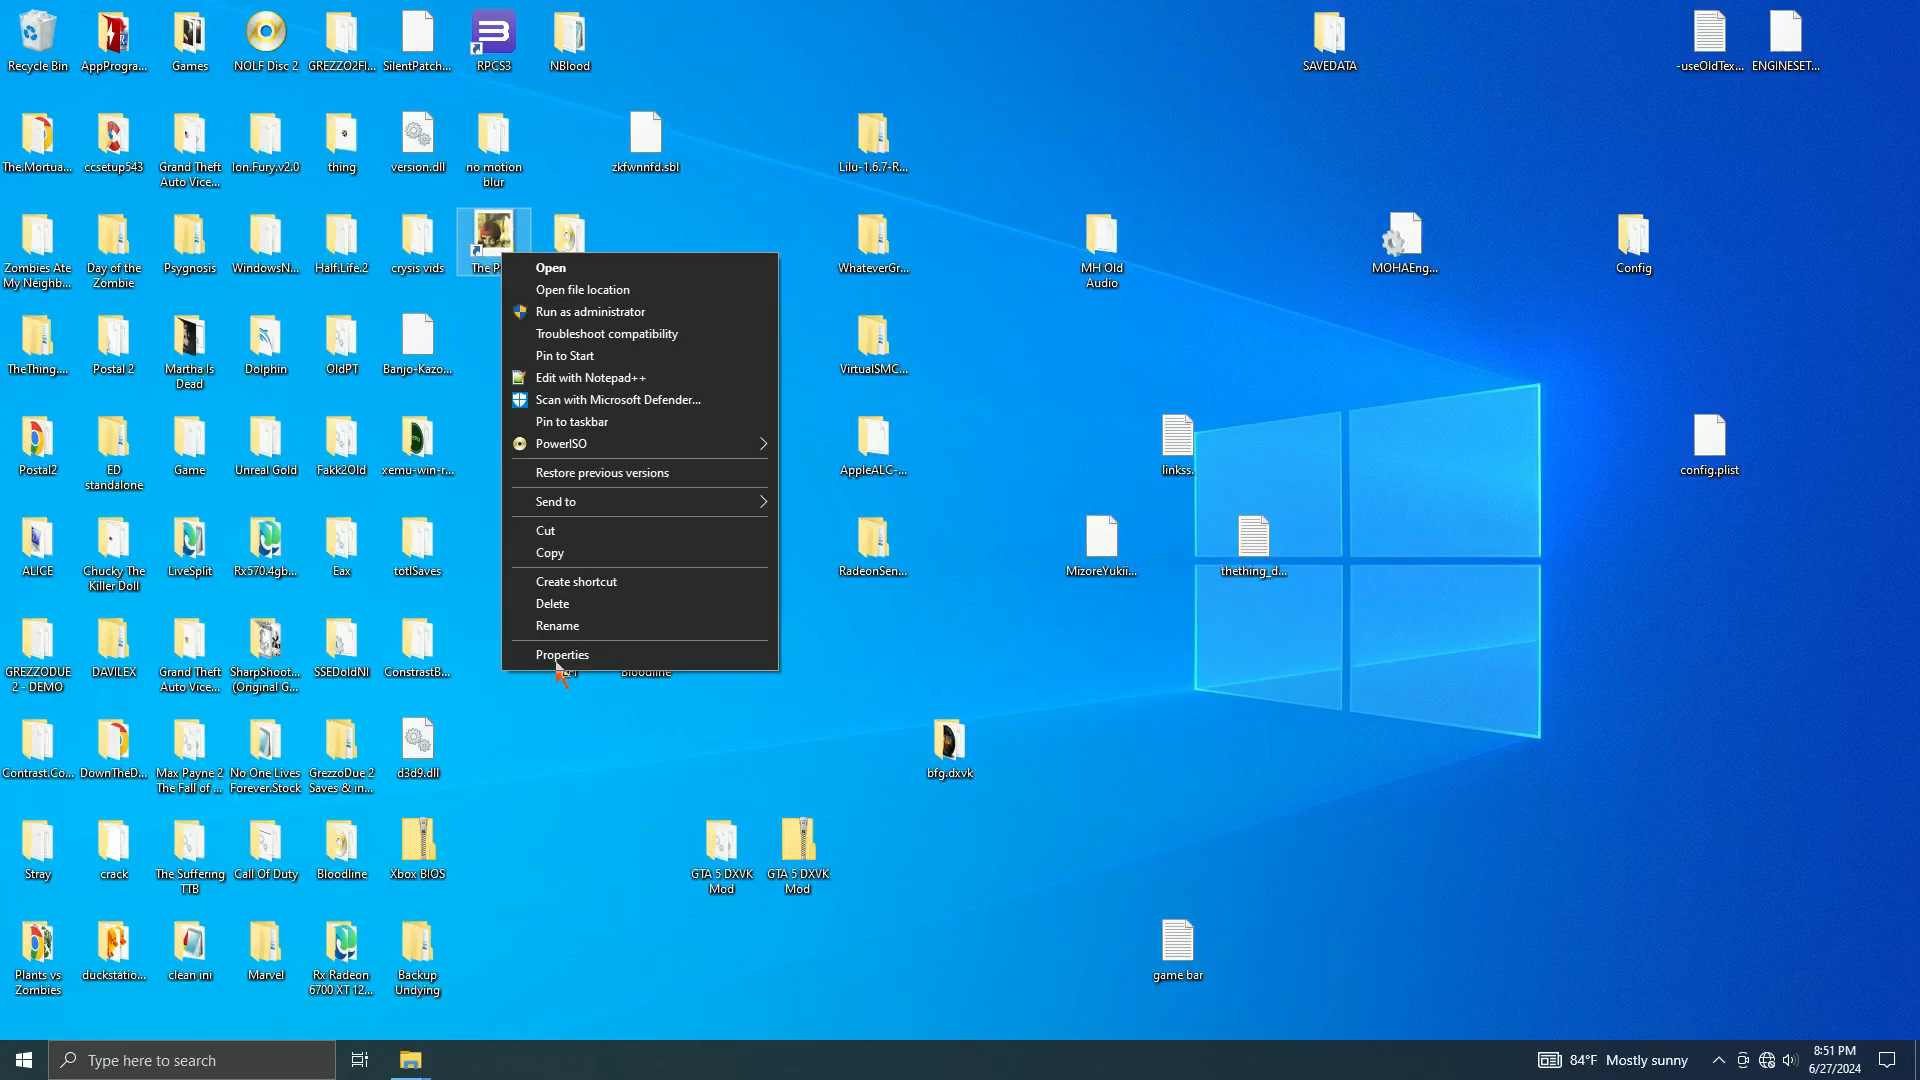 Recycle Bin
AppProgra...
Games
NOLF Disc 2
GREZZO2Fl...
SilentPatch...
RPCS3
NBlood
SAVEDATA
-useOldTex...
ENGINESET...
The.Mortua...
ccsetup543
Grand Theft
Auto Vice...
Ion.Fury.v2.0
thing
version.dll
no motion
blur
zkfwnnfd.sbl
Lilu-1.6.7-R...
Zombies Ate
My Neighb...
Day of the
Zombie
Psygnosis
WindowsN...
Half.Life.2
crysis vids
The P
WhateverGr...
MH Old
Audio
MOHAEng...
Config
Open
Open file location
Run as administrator
Troubleshoot compatibility
Pin to Start
Edit with Notepad++
Scan with Microsoft Defender...
Pin to taskbar
PowerISO
Restore previous versions
Send to
Cut
Copy
Create shortcut
Delete
Rename
Properties
TheThing....
Postal 2
Martha Is
Dead
Dolphin
OldPT
Banjo-Kazo...
VirtualSMC...
Postal2
ED
standalone
Game
Unreal Gold
Fakk2Old
xemu-win-r...
AppleALC-...
linkss.
config.plist
ALICE
Chucky The
Killer Doll
LiveSplit
Rx570.4gb...
Eax
totlSaves
RadeonSen...
MizoreYukii...
thething_d...
GREZZODUE
2 - DEMO
DAVILEX
Grand Theft
Auto Vice...
SharpShoot...
(Original G...
SSEDoldNI
ConstrastB...
Bloodline
Contrast.Co...
DownTheD...
Max Payne 2
The Fall of ...
No One Lives
Forever.Stock
GrezzoDue 2
Saves & in...
d3d9.dll
bfg.dxvk
Stray
crack
The Suffering
TTB
Call Of Duty
Bloodline
Xbox BIOS
GTA 5 DXVK
Mod
GTA 5 DXVK
Mod
Plants vs
Zombies
duckstatio...
clean ini
Marvel
Rx Radeon
6700 XT 12...
Backup
Undying
game bar
Type here to search
84°F Mostly sunny
8:51 PM
6/27/2024